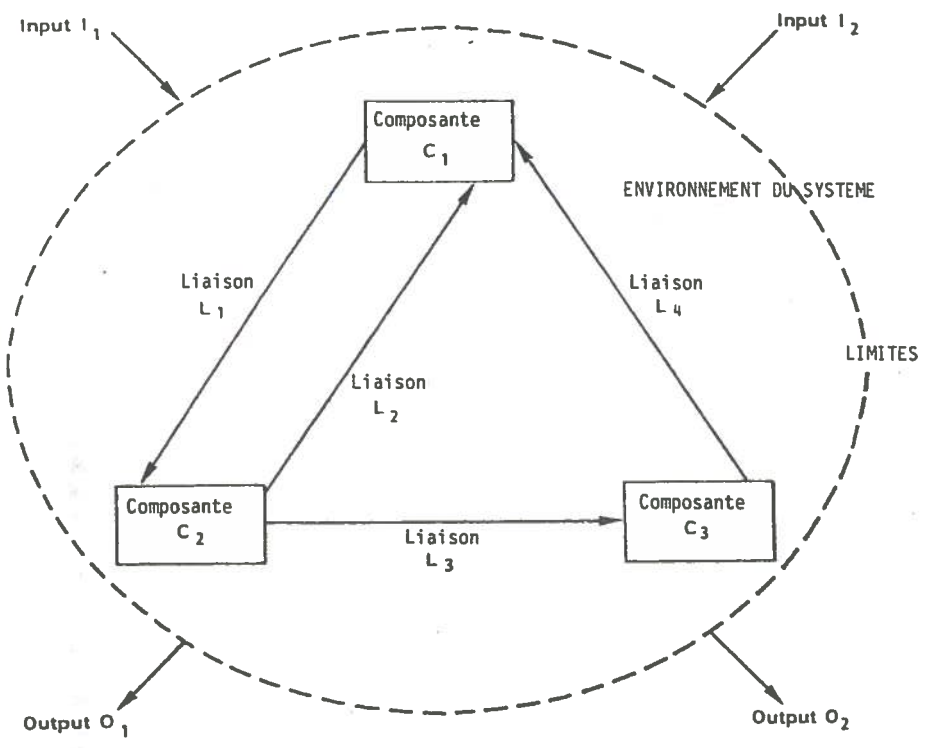 Input I1
Input I2
Composante
C1
ENVIRONNEMENT DU SYSTEME
Liaison
L1
Liaison
L4
LIMITES
Liaison
L2
Composante
C2
Composante
C3
Liaison
L3
Output O1
Output O2